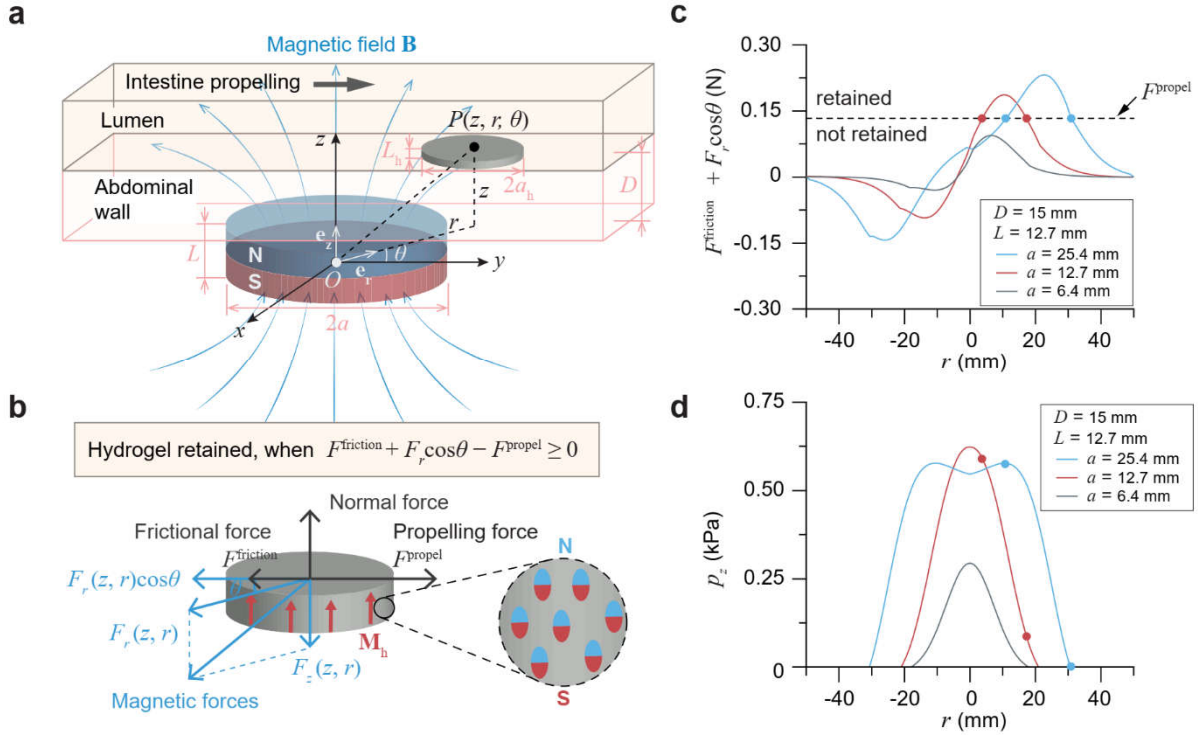 a
Magnetic field B
Intestine propelling
Lumen
P(z, r, θ)
z
L_h
2a_h
D
Abdominal
wall
z
r
e_z
θ
L
N
S
O
e_r
y
x
2a
b
Hydrogel retained, when F^friction + F_r cosθ − F^propel ≥ 0
Normal force
Frictional force
Propelling force
F^friction
F^propel
F_r(z, r)cosθ
θ
F_r(z, r)
M_h
F_z(z, r)
Magnetic forces
N
S
c
F^friction + F_r cosθ (N)
0.30
0.15
0
-0.15
-0.30
retained
not retained
F^propel
D = 15 mm
L = 12.7 mm
a = 25.4 mm
a = 12.7 mm
a = 6.4 mm
-40
-20
0
20
40
r (mm)
d
p_z (kPa)
0.75
0.50
0.25
0
D = 15 mm
L = 12.7 mm
a = 25.4 mm
a = 12.7 mm
a = 6.4 mm
-40
-20
0
20
40
r (mm)